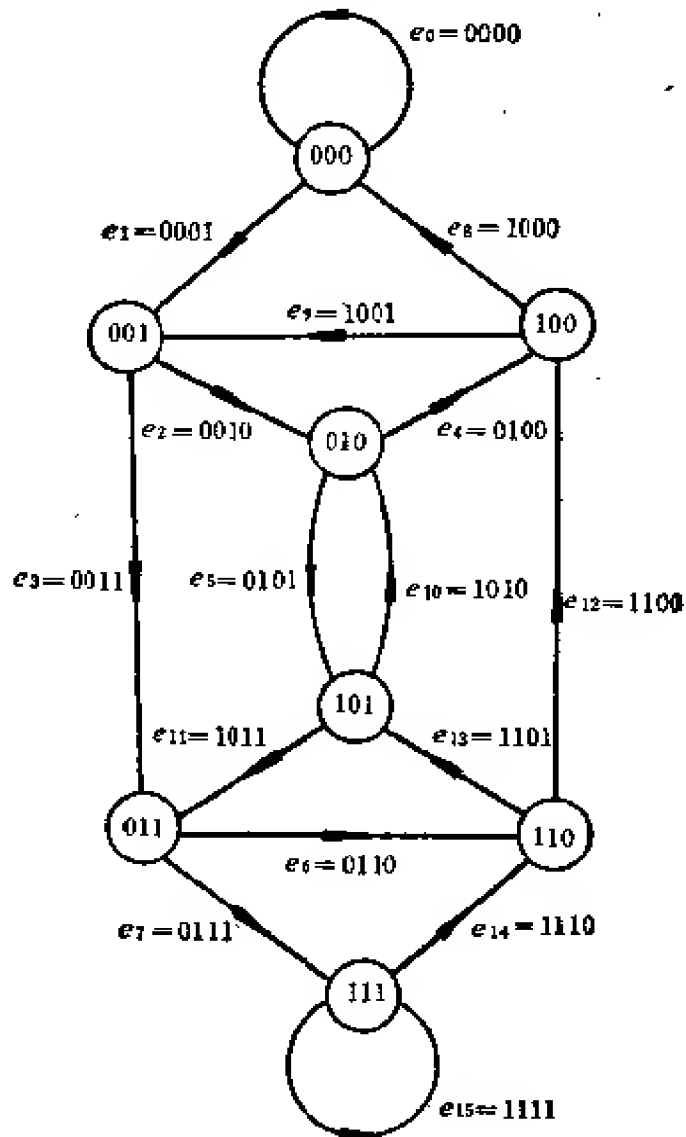 e₀=0000
000
e₁=0001
e₈=1000
e₉=1001
001
100
e₂=0010
010
e₄=0100
e₃=0011
e₅=0101
e₁₀=1010
e₁₂=1100
101
e₁₁=1011
e₁₃=1101
011
110
e₆=0110
e₇=0111
e₁₄=1110
111
e₁₅=1111